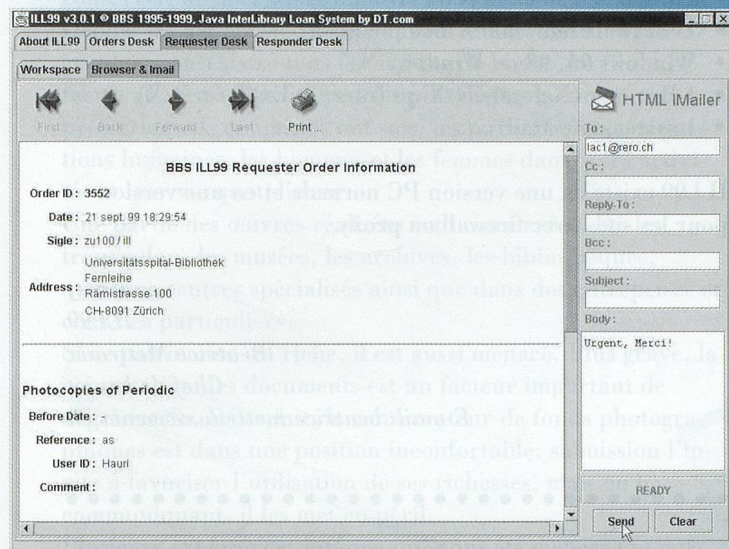 ILL99 v3.0.1 © BBS 1995-1999, Java InterLibrary Loan System by DT.com
About ILL99 Orders Desk Requester Desk Responder Desk
Workspace Browser & Imail
First Back Forward Last Print...
HTML IMailer
BBS ILL99 Requester Order Information
Order ID: 3552
Date: 21 sept. 99 18:29:54
Sigle: zu100 / ill
Address: Universitätsspital-Bibliothek
Fernleihe
Rämistrasse 100
CH-8091 Zürich
Photocopies of Periodic
Before Date: -
Reference: as
User ID: Hauri
Comment:
To:
lac1@rero.ch
Cc:
Reply-To:
Bcc:
Subject:
Body:
Urgent, Merci!
READY
Send Clear